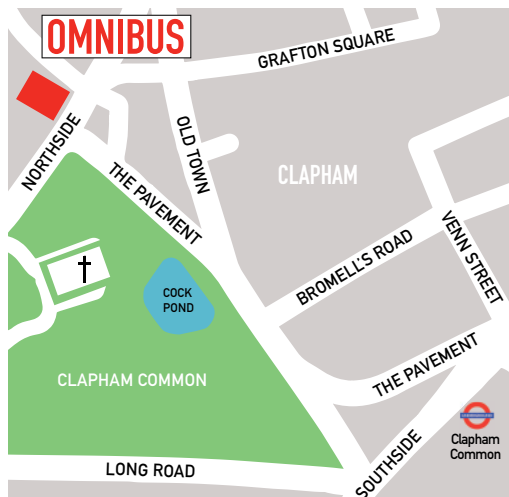 OMNIBUS
GRAFTON SQUARE
NORTHSIDE
OLD TOWN
THE PAVEMENT
CLAPHAM
VENN STREET
BROMELL'S ROAD
COCK
POND
THE PAVEMENT
CLAPHAM COMMON
Clapham
Common
LONG ROAD
SOUTHSIDE